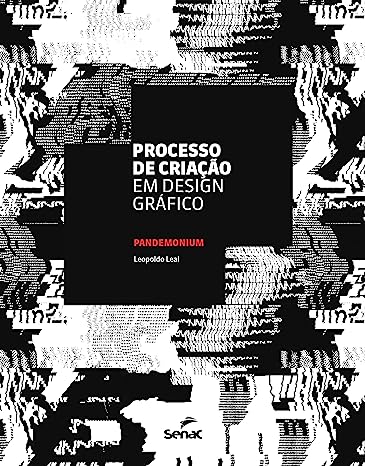 PROCESSO
DE CRIAÇÃO
EM DESIGN
GRÁFICO
PANDEMONIUM
Leopoldo Leal
Senac